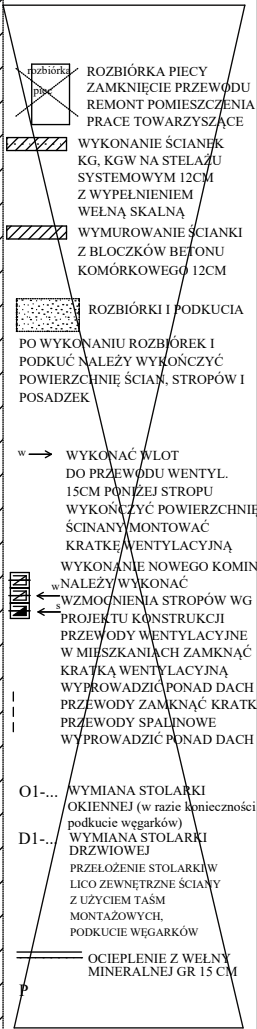 rozbiórka
piec
ROZBIÓRKA PIECY
ZAMKNIĘCIE PRZEWODU
REMONT POMIESZCZENIA
PRACE TOWARZYSZĄCE
WYKONANIE ŚCIANEK
KG, KGW NA STELAŻU
SYSTEMOWYM 12CM
Z WYPEŁNIENIEM
WEŁNĄ SKALNĄ
WYMUROWANIE ŚCIANKI
Z BLOCZKÓW BETONU
KOMÓRKOWEGO 12CM
ROZBIÓRKI I PODKUCIA
PO WYKONANIU ROZBIÓREK I
PODKUĆ NALEŻY WYKOŃCZYĆ
POWIERZCHNIĘ ŚCIAN, STROPÓW I
POSADZEK
w
WYKONAĆ WLOT
DO PRZEWODU WENTYL.
15CM PONIŻEJ STROPU
WYKOŃCZYĆ POWIERZCHNIĘ
ŚCINANY MONTOWAĆ
KRATKĘ WENTYLACYJNĄ
WYKONANIE NOWEGO KOMIN
NALEŻY WYKONAĆ
w
WZMOCNIENIA STROPÓW WG
s
PROJEKTU KONSTRUKCJI
PRZEWODY WENTYLACYJNE
W MIESZKANIACH ZAMKNĄĆ
KRATKĄ WENTYLACYJNĄ
WYPROWADZIĆ PONAD DACH
PRZEWODY ZAMKNĄĆ KRATK
PRZEWODY SPALINOWE
WYPROWADZIĆ PONAD DACH
O1-... WYMIANA STOLARKI
OKIENNEJ (w razie konieczności
podkucie węgarków)
D1-... WYMIANA STOLARKI
DRZWIOWEJ
PRZEŁOŻENIE STOLARKI W
LICO ZEWNĘTRZNE ŚCIANY
Z UŻYCIEM TAŚM
MONTAŻOWYCH,
PODKUCIE WĘGARKÓW
OCIEPLENIE Z WEŁNY
MINERALNEJ GR 15 CM
P